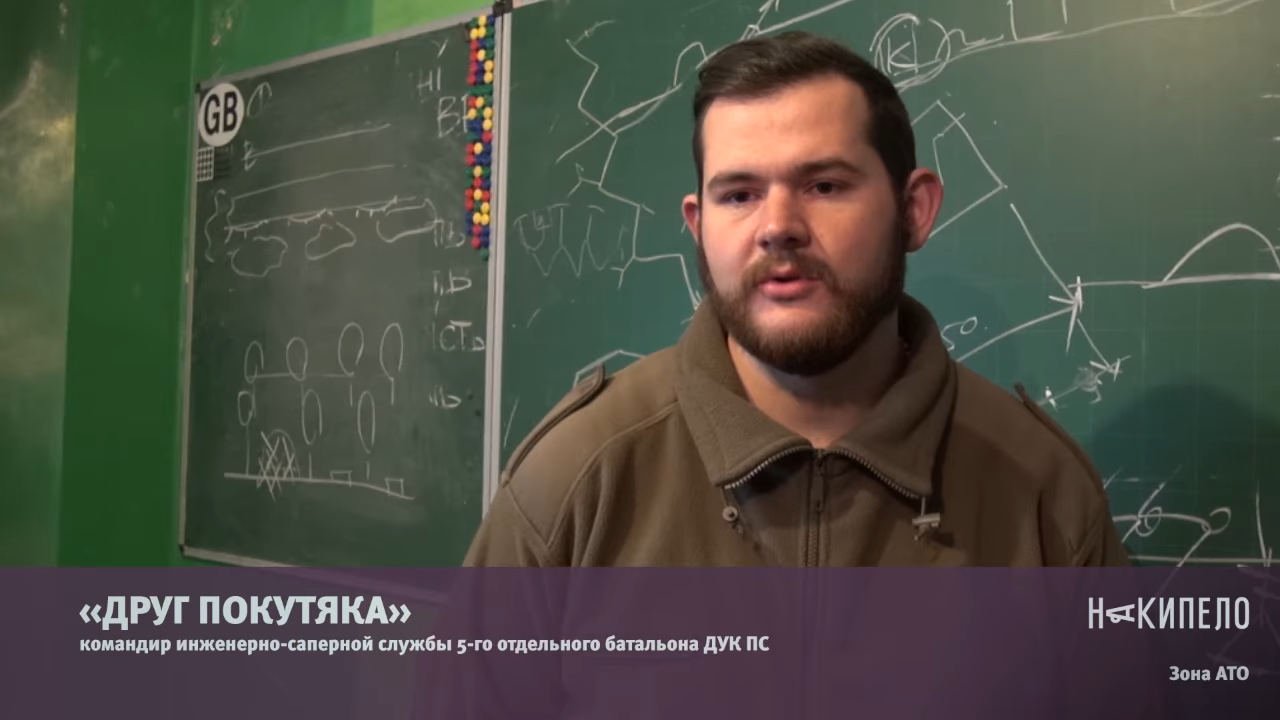 GB
«ДРУГ ПОКУТЯКА»
командир инженерно-саперной службы 5-го отдельного батальона ДУК ПС
НАКИПЕЛО
Зона АТО